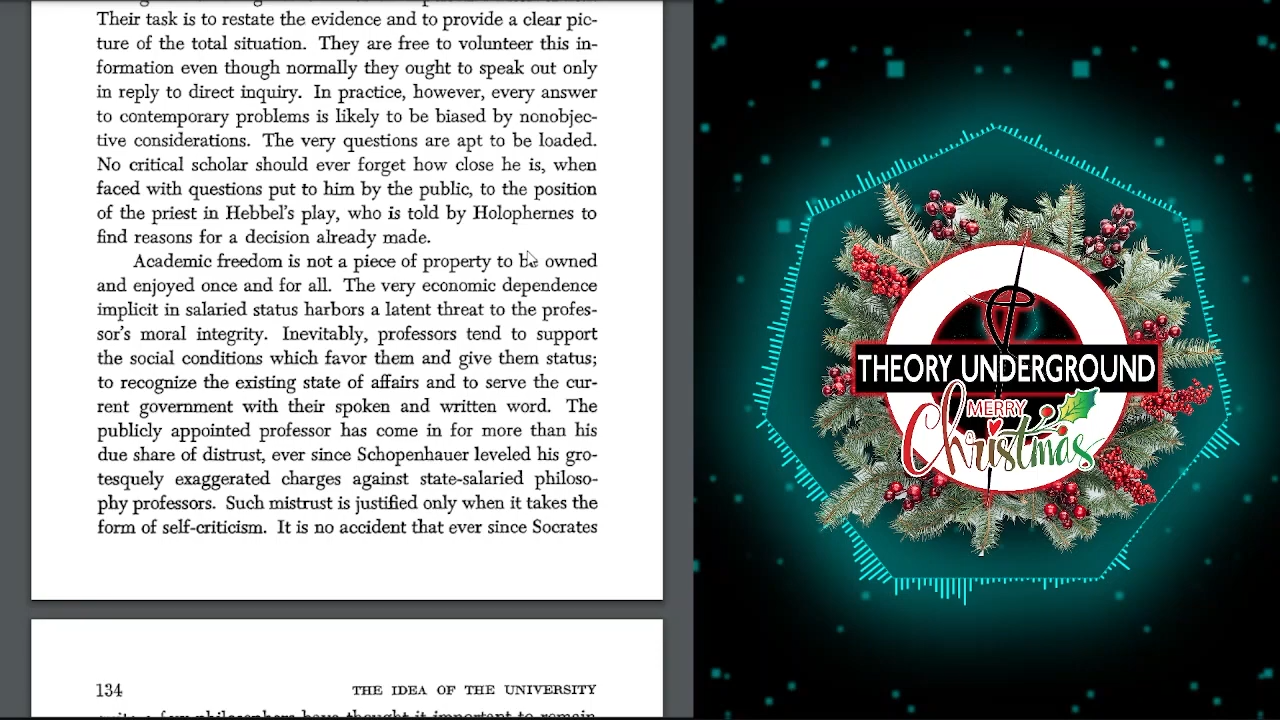 Their task is to restate the evidence and to provide a clear pic-
ture of the total situation. They are free to volunteer this in-
formation even though normally they ought to speak out only
in reply to direct inquiry. In practice, however, every answer
to contemporary problems is likely to be biased by nonobjec-
tive considerations. The very questions are apt to be loaded.
No critical scholar should ever forget how close he is, when
faced with questions put to him by the public, to the position
of the priest in Hebbel's play, who is told by Holophernes to
find reasons for a decision already made.
Academic freedom is not a piece of property to be owned
and enjoyed once and for all. The very economic dependence
implicit in salaried status harbors a latent threat to the profes-
sor's moral integrity. Inevitably, professors tend to support
the social conditions which favor them and give them status;
to recognize the existing state of affairs and to serve the cur-
rent government with their spoken and written word. The
publicly appointed professor has come in for more than his
due share of distrust, ever since Schopenhauer leveled his gro-
tesquely exaggerated charges against state-salaried philoso-
phy professors. Such mistrust is justified only when it takes the
form of self-criticism. It is no accident that ever since Socrates
134 THE IDEA OF THE UNIVERSITY
THEORY UNDERGROUND
MERRY
Christmas